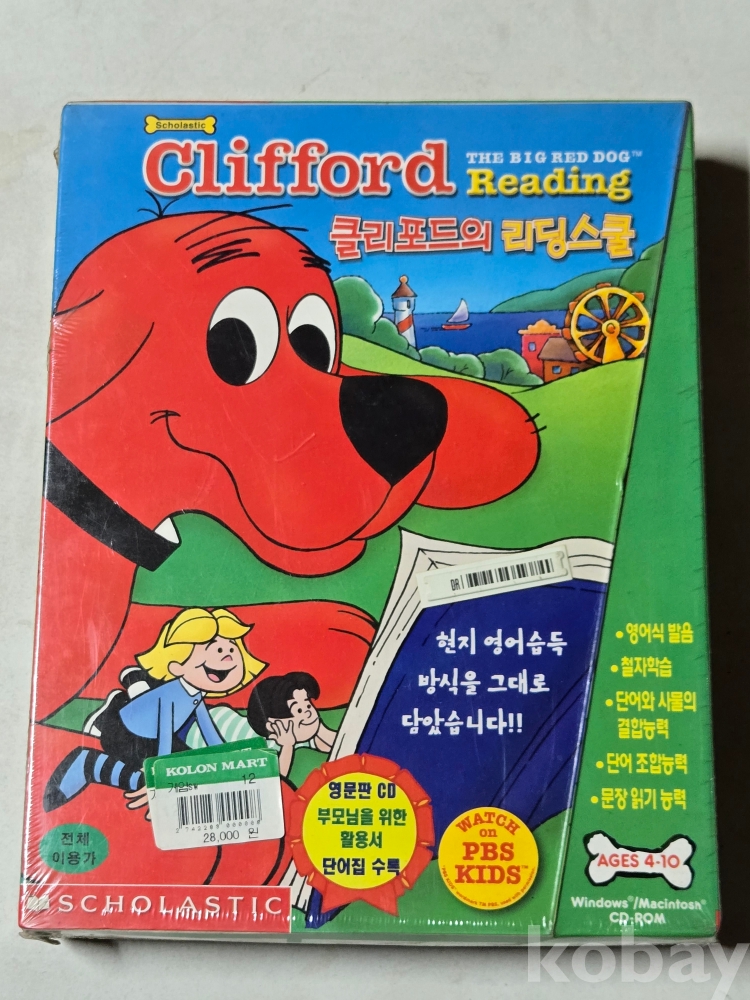 Scholastic
Clifford THE BIG RED DOG™
Reading
클리포드의 리딩스쿨
DR
현지 영어습득
방식을 그대로
담았습니다!!
•영어식 발음
•철자학습
•단어와 사물의
결합능력
•단어 조합능력
•문장 읽기 능력
KOLON MART
12
28,000 원
영문판 CD
부모님을 위한
활용서
단어집 수록
WATCH
on
PBS
KIDS™
전체
이용가
AGES 4-10
SCHOLASTIC
Windows®/Macintosh®
CD-ROM
kobay